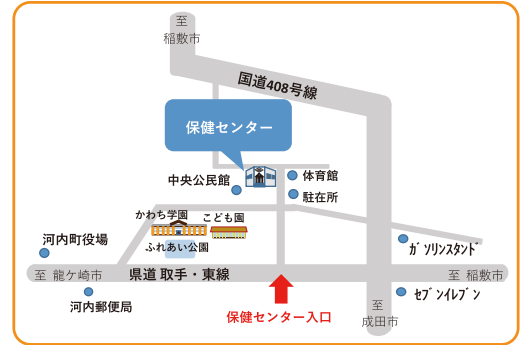 至
稲敷市
国道408号線
保健センター
中央公民館
体育館
駐在所
かわち学園
こども園
ふれあい公園
河内町役場
ガソリンスタンド
至 龍ケ崎市
県道 取手・東線
至 稲敷市
河内郵便局
保健センター入口
セブンイレブン
至
成田市